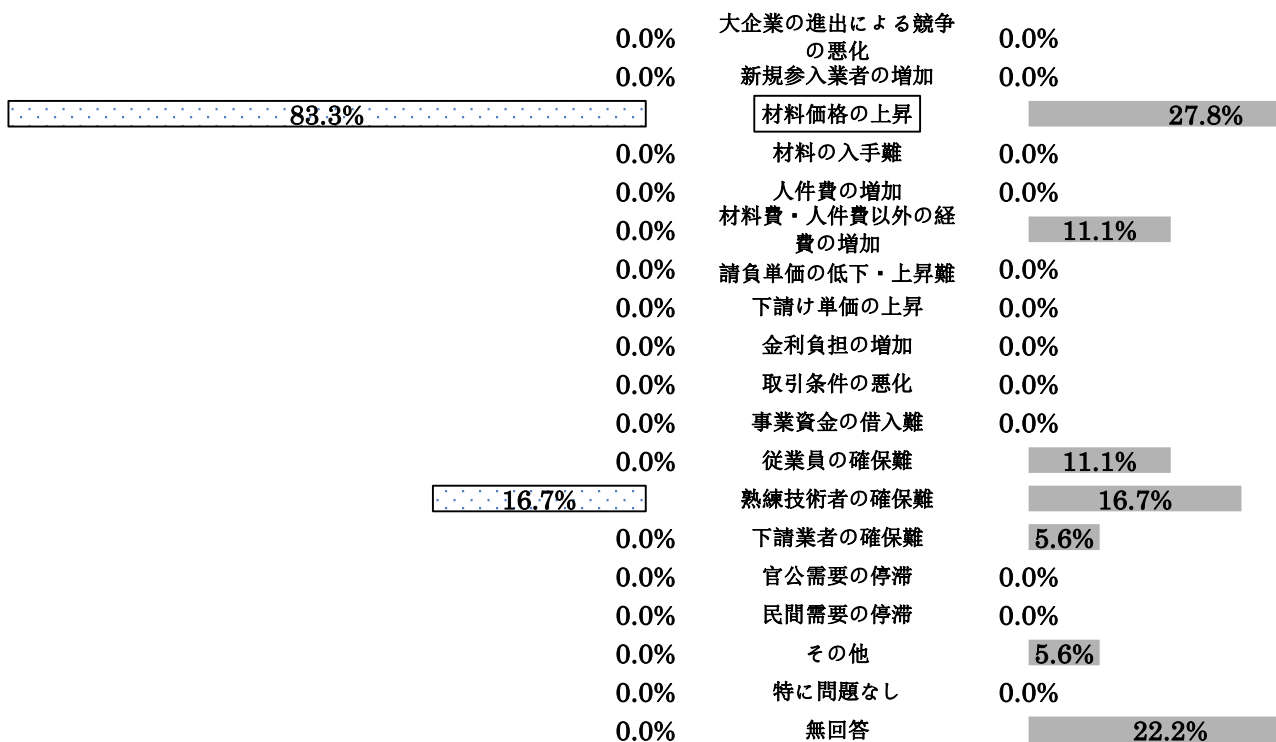 0.0% 大企業の進出による競争 0.0%
の悪化
0.0% 新規参入業者の増加 0.0%
83.3% 材料価格の上昇 27.8%
0.0% 材料の入手難 0.0%
0.0% 人件費の増加 0.0%
0.0% 材料費・人件費以外の経 11.1%
費の増加
0.0% 請負単価の低下・上昇難 0.0%
0.0% 下請け単価の上昇 0.0%
0.0% 金利負担の増加 0.0%
0.0% 取引条件の悪化 0.0%
0.0% 事業資金の借入難 0.0%
0.0% 従業員の確保難 11.1%
16.7% 熟練技術者の確保難 16.7%
0.0% 下請業者の確保難 5.6%
0.0% 官公需要の停滞 0.0%
0.0% 民間需要の停滞 0.0%
0.0% その他 5.6%
0.0% 特に問題なし 0.0%
0.0% 無回答 22.2%